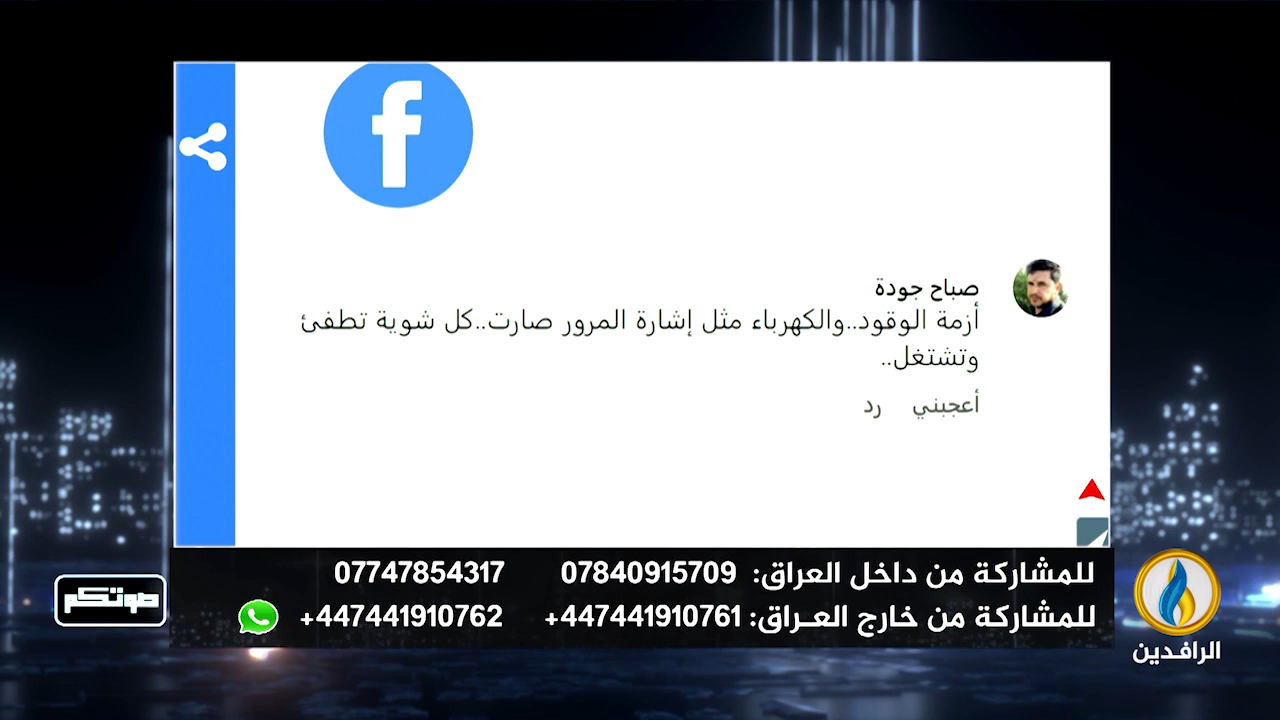 صباح جودة
أزمة الوقود..والكهرباء مثل إشارة المرور صارت..كل شوية تطفئ
وتشتغل..
أعجبني رد
للمشاركة من داخل العراق: 07840915709 07747854317
للمشاركة من خارج العـراق: 447441910761+ 447441910762+
صوتكم
الرافدين